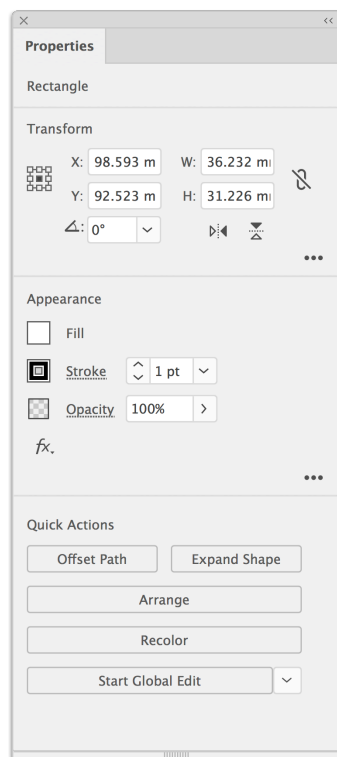 Properties
Rectangle
Transform
X: 98.593 m W: 36.232 m
Y: 92.523 m H: 31.226 m
0°
Appearance
Fill
Stroke 1 pt
Opacity 100%
fx
Quick Actions
Offset Path Expand Shape
Arrange
Recolor
Start Global Edit